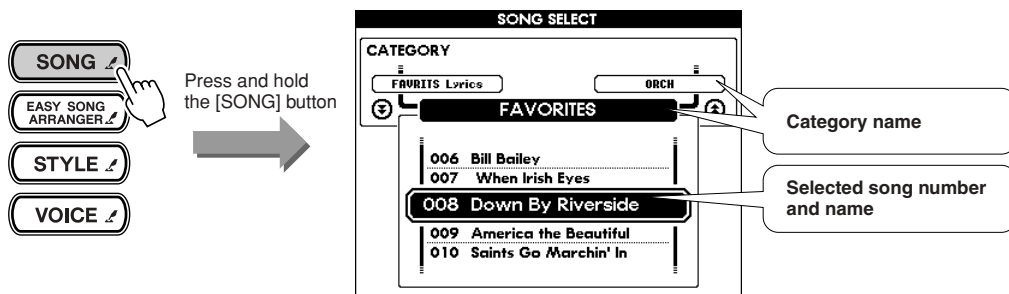 SONG
EASY SONG
ARRANGER
STYLE
VOICE
Press and hold
the [SONG] button
SONG SELECT
CATEGORY
FAVRITS Lyrics
ORCH
FAVORITES
006 Bill Bailey
007 When Irish Eyes
008 Down By Riverside
009 America the Beautiful
010 Saints Go Marchin' In
Category name
Selected song number
and name